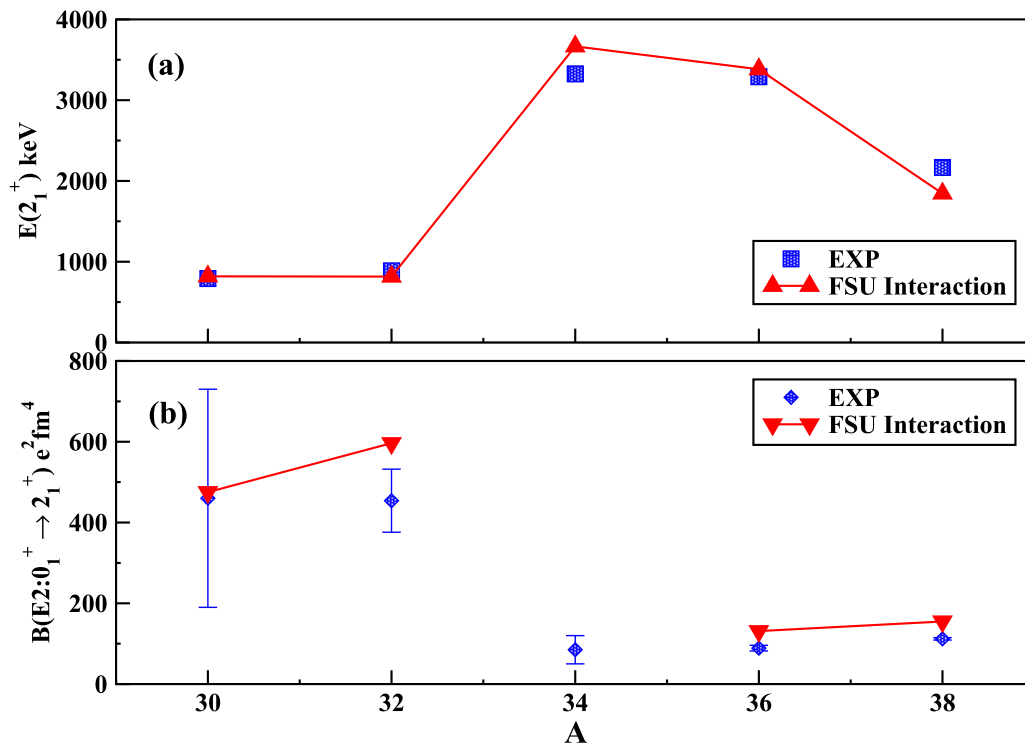 4000
(a)
3000
2000
1000
0
E(2₁⁺) keV
EXP
FSU Interaction
800
(b)
600
400
200
0
B(E2:0₁⁺ → 2₁⁺) e²fm⁴
EXP
FSU Interaction
30 32 34 36 38
A